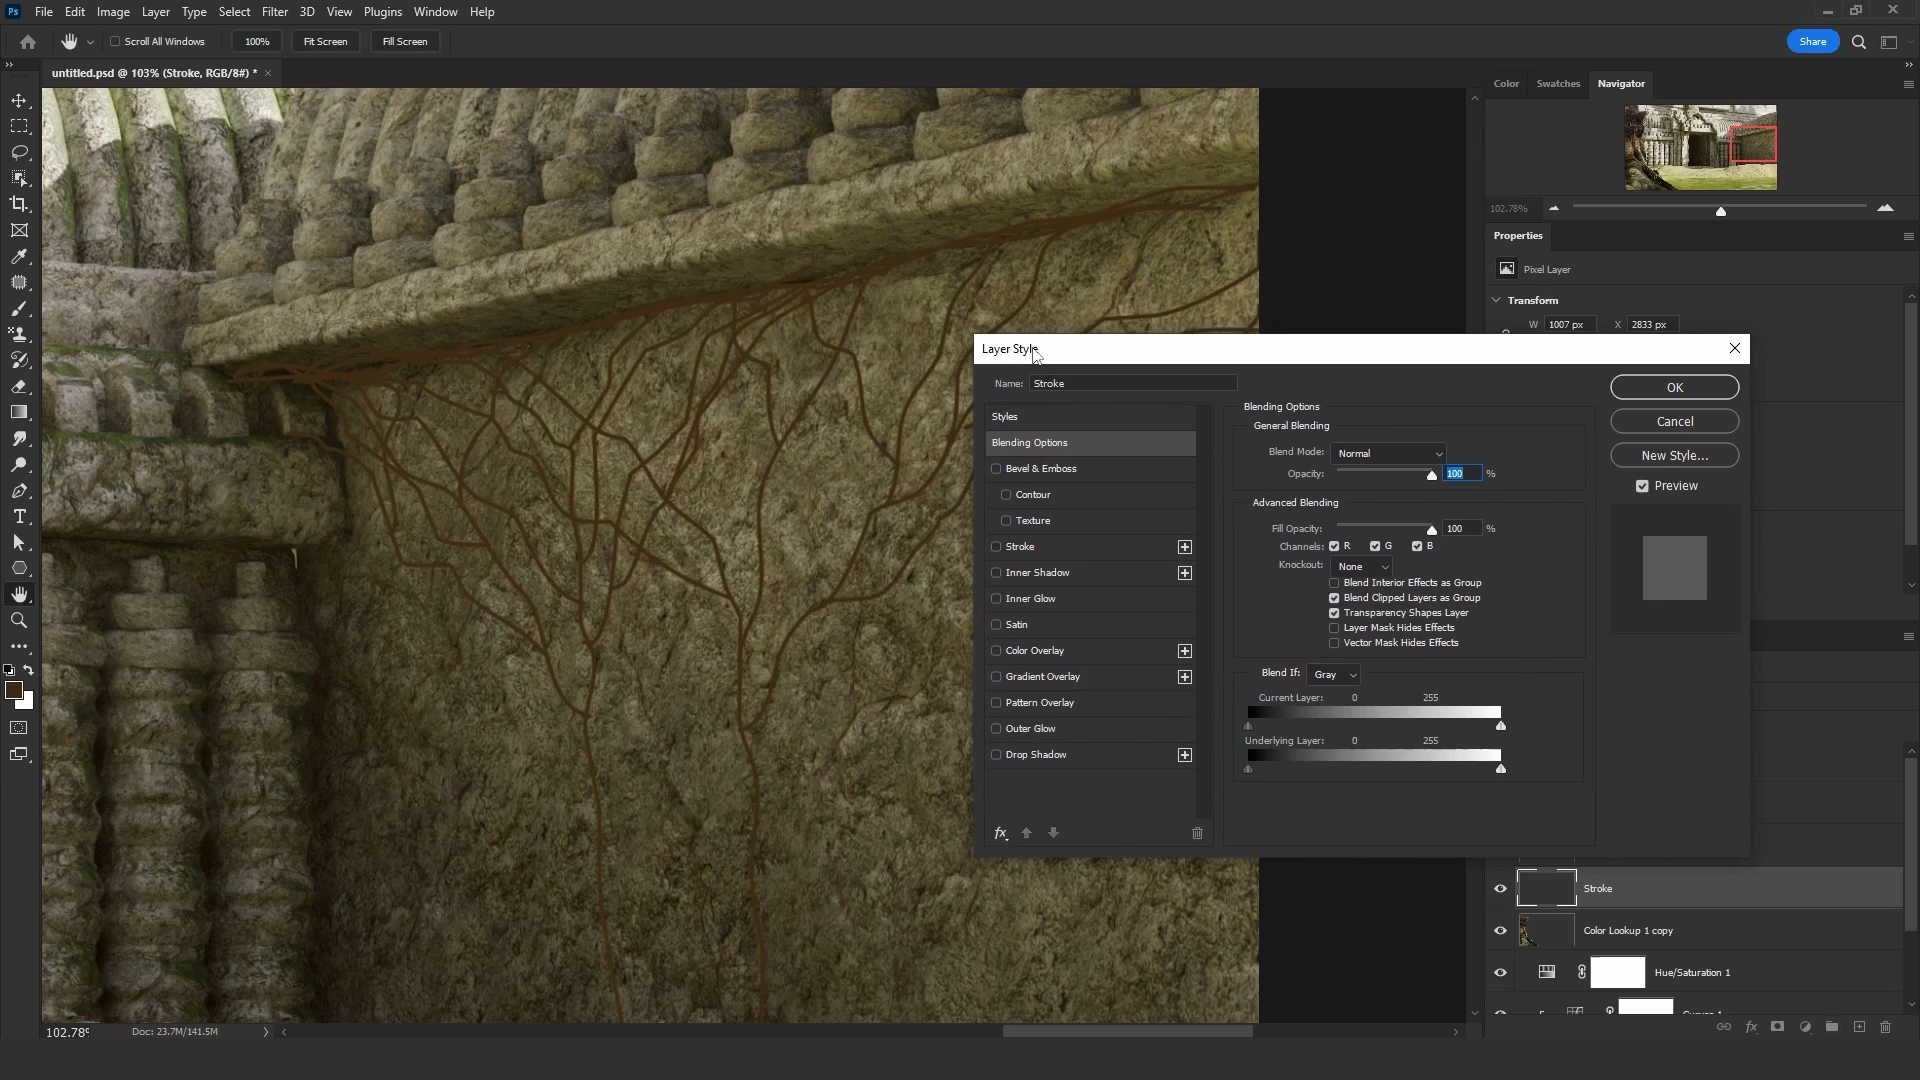 Ps File Edit Image Layer Type Select Filter 3D View Plugins Window Help
Scroll All Windows 100% Fit Screen Fill Screen Share
untitled.psd @ 103% (Stroke, RGB/8#) * ×
Color Swatches Navigator
102.78%
Properties
Pixel Layer
Transform
W 1007 px X 2833 px
Layer Style
Name: Stroke
OK
Cancel
New Style...
Preview
Styles
Blending Options
Bevel & Emboss
Contour
Texture
Stroke
Inner Shadow
Inner Glow
Satin
Color Overlay
Gradient Overlay
Pattern Overlay
Outer Glow
Drop Shadow
fx
Blending Options
General Blending
Blend Mode: Normal
Opacity: 100 %
Advanced Blending
Fill Opacity: 100 %
Channels: R G B
Knockout: None
Blend Interior Effects as Group
Blend Clipped Layers as Group
Transparency Shapes Layer
Layer Mask Hides Effects
Vector Mask Hides Effects
Blend If: Gray
Current Layer: 0 255
Underlying Layer: 0 255
Stroke
Color Lookup 1 copy
Hue/Saturation 1
Curves 1
fx
102.78% Doc: 23.7M/141.5M